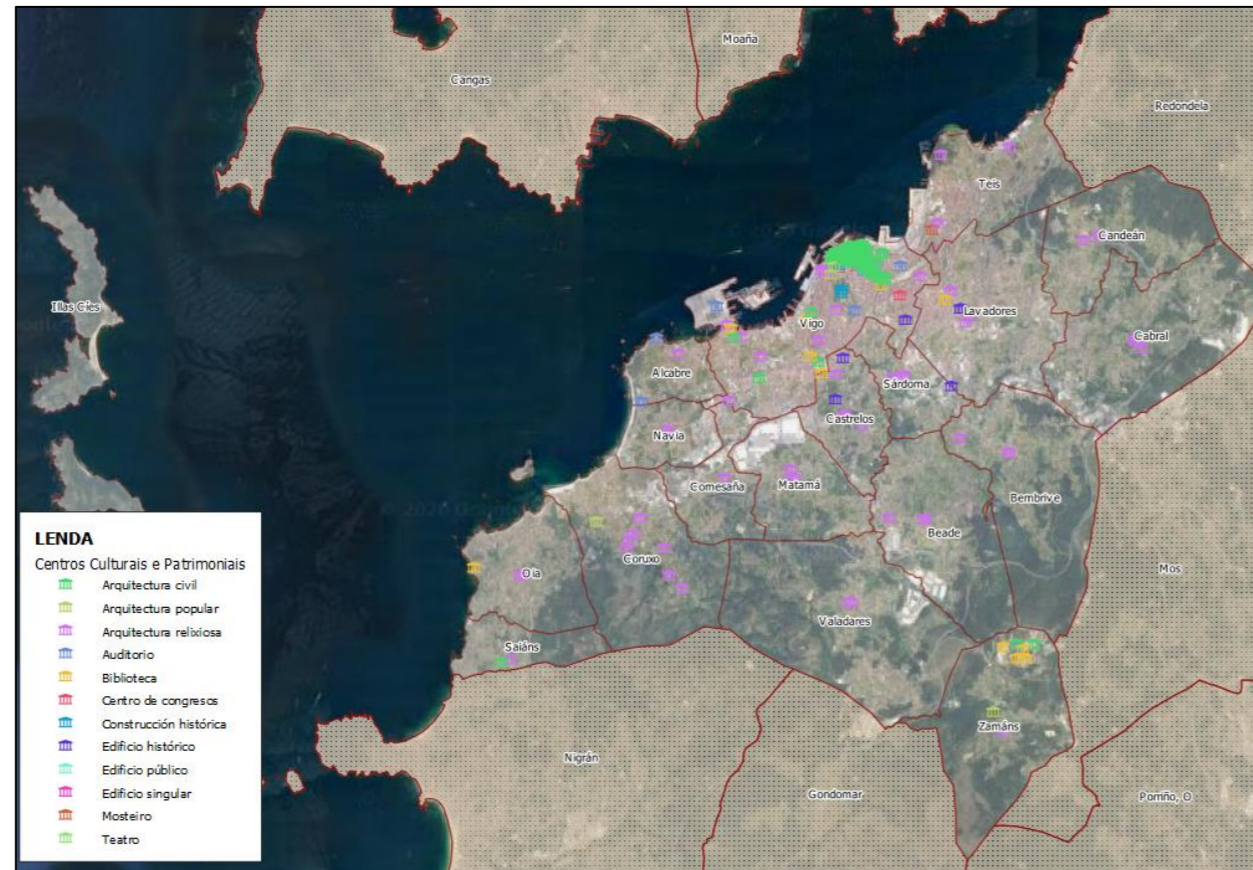 Moaña
Cangas
Redondela
Teis
Candeán
Illas Cíes
Lavadores
Vigo
Cabral
Alcabre
Sárdoma
Castrelos
Navia
Comesaña
Matamá
Bembrive
Beade
Coruxo
Oia
Mos
Valadares
Saiáns
Zamáns
Nigrán
Gondomar
Porriño, O
LENDA
Centros Culturais e Patrimoniais
Arquitectura civil
Arquitectura popular
Arquitectura relixiosa
Auditorio
Biblioteca
Centro de congresos
Construcción histórica
Edificio histórico
Edificio público
Edificio singular
Mosteiro
Teatro